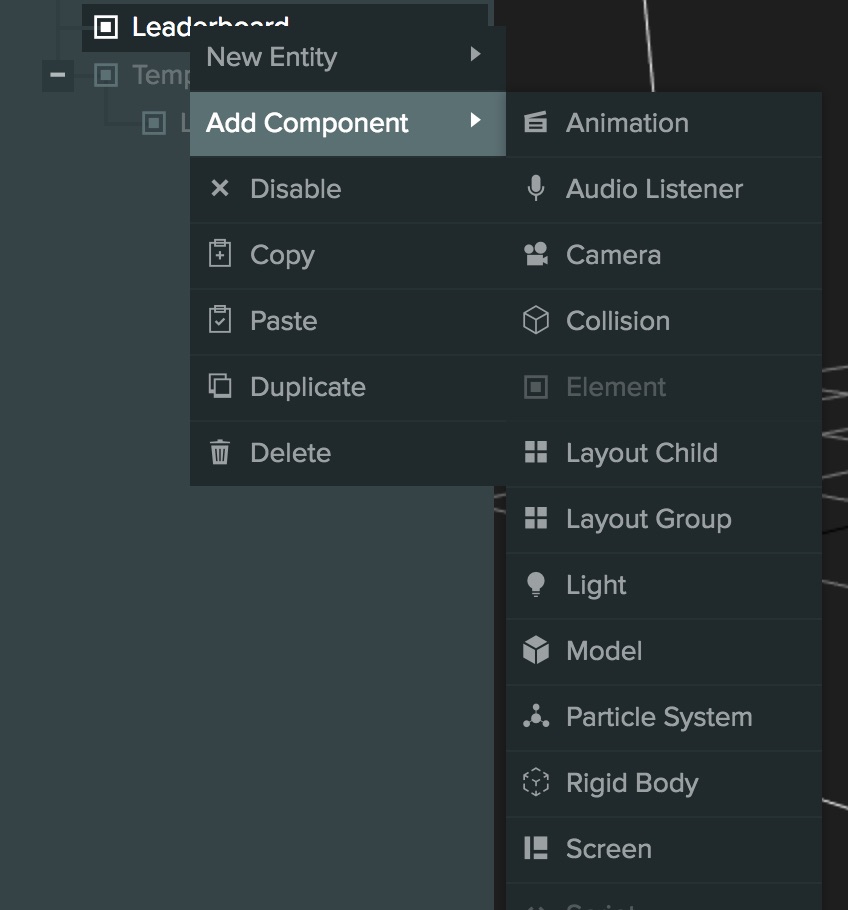 Leaderboard
New Entity
Temp
L
Add Component
Disable
Copy
Paste
Duplicate
Delete
Animation
Audio Listener
Camera
Collision
Element
Layout Child
Layout Group
Light
Model
Particle System
Rigid Body
Screen